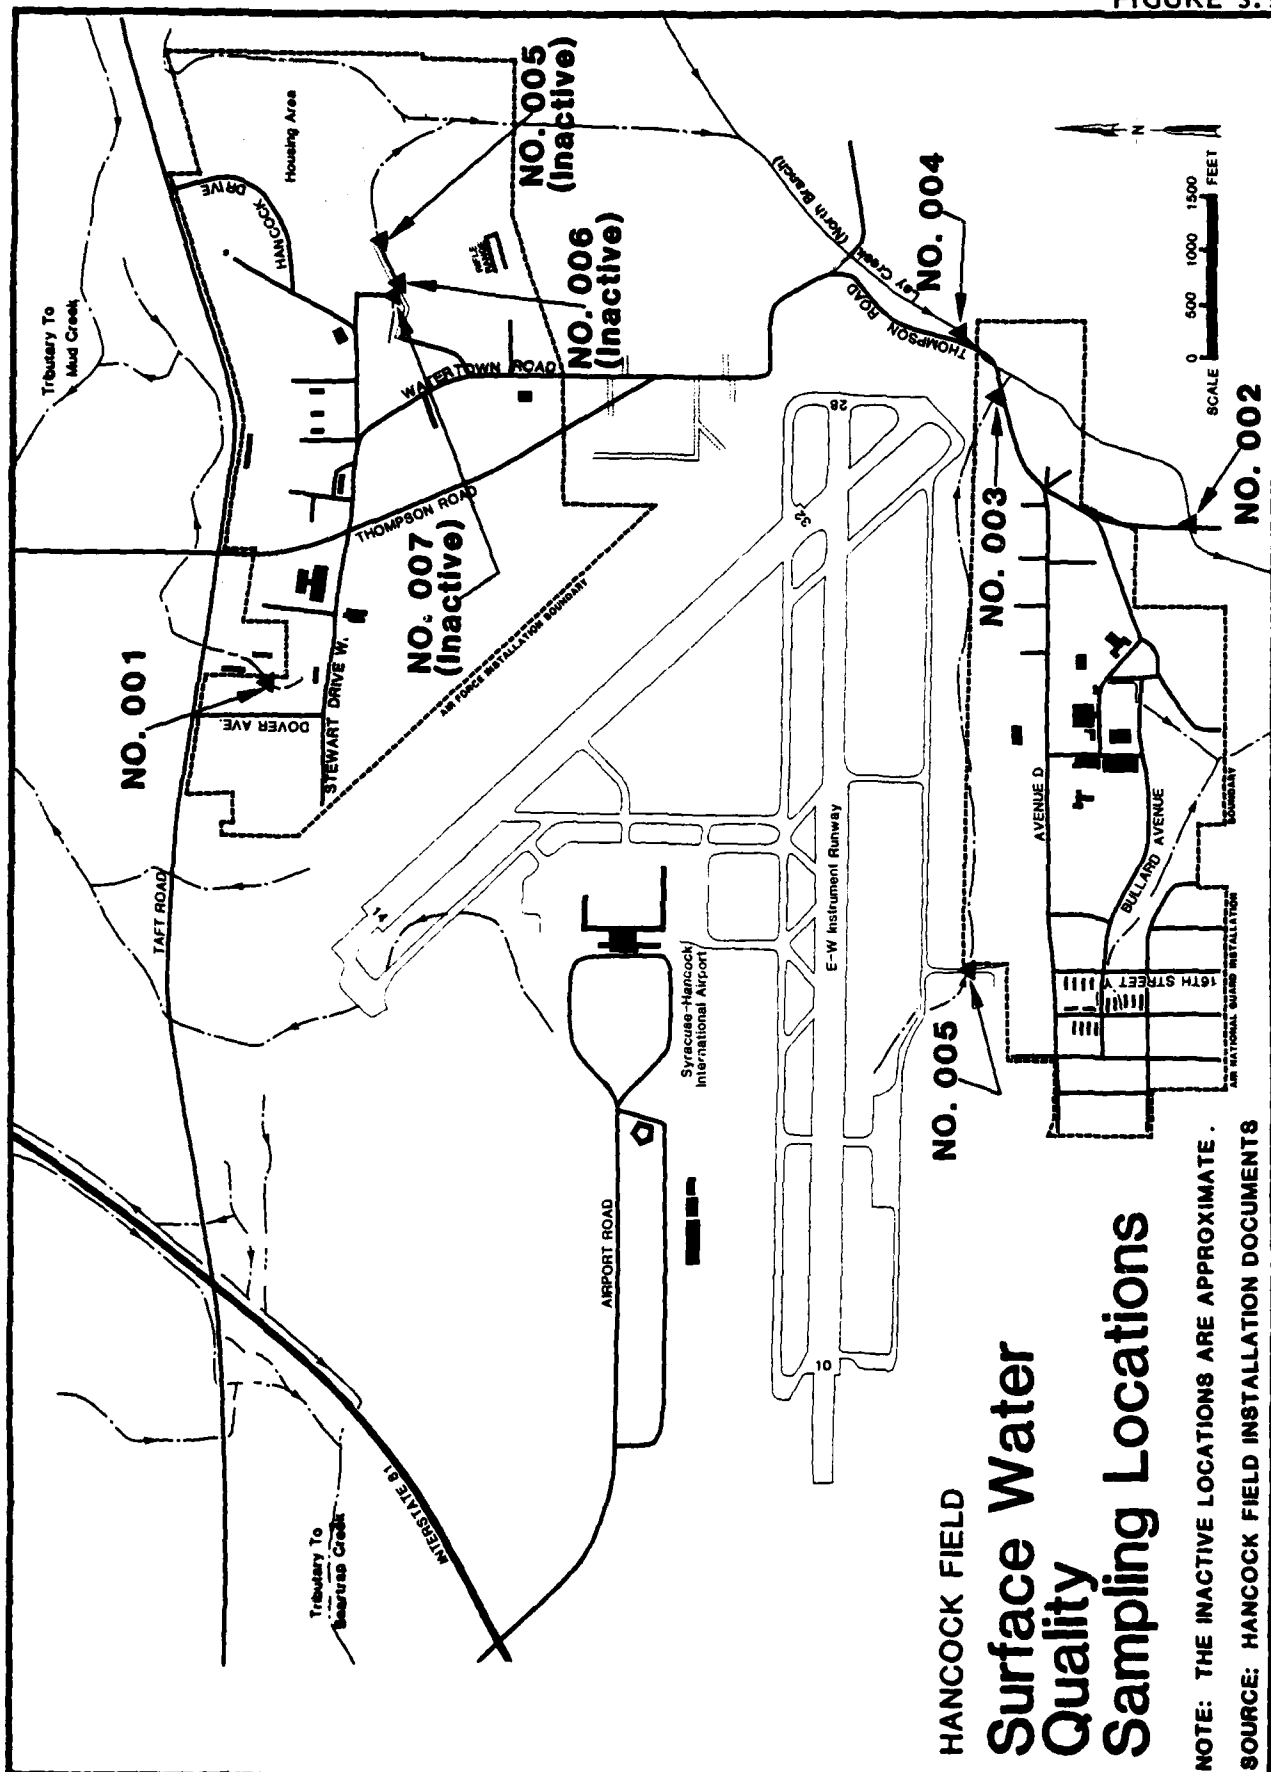 FIGURE 3.
HANCOCK FIELD
Surface Water
Quality
Sampling Locations
NOTE: THE INACTIVE LOCATIONS ARE APPROXIMATE.
SOURCE: HANCOCK FIELD INSTALLATION DOCUMENTS
Tributary To
Beartrap Creek
INTERSTATE 81
TAFT ROAD
AIRPORT ROAD
Syracuse-Hancock
International Airport
E-W Instrument Runway
10
14
28
32
NO. 001
DOVER AVE.
STEWART DRIVE W.
THOMPSON ROAD
WATERTOWN ROAD
HANCOCK
DRIVE
Housing Area
Tributary To
Mud Creek
RIFLE
RANGE
NO. 007
(Inactive)
NO. 006
(Inactive)
NO. 005
(Inactive)
AIR FORCE INSTALLATION BOUNDARY
Ley Creek (North Branch)
THOMPSON ROAD
NO. 004
NO. 003
NO. 002
NO. 005
AVENUE D
BULLARD AVENUE
16TH STREET
AIR NATIONAL GUARD INSTALLATION
BOUNDARY
N
SCALE 0 500 1000 1500 FEET